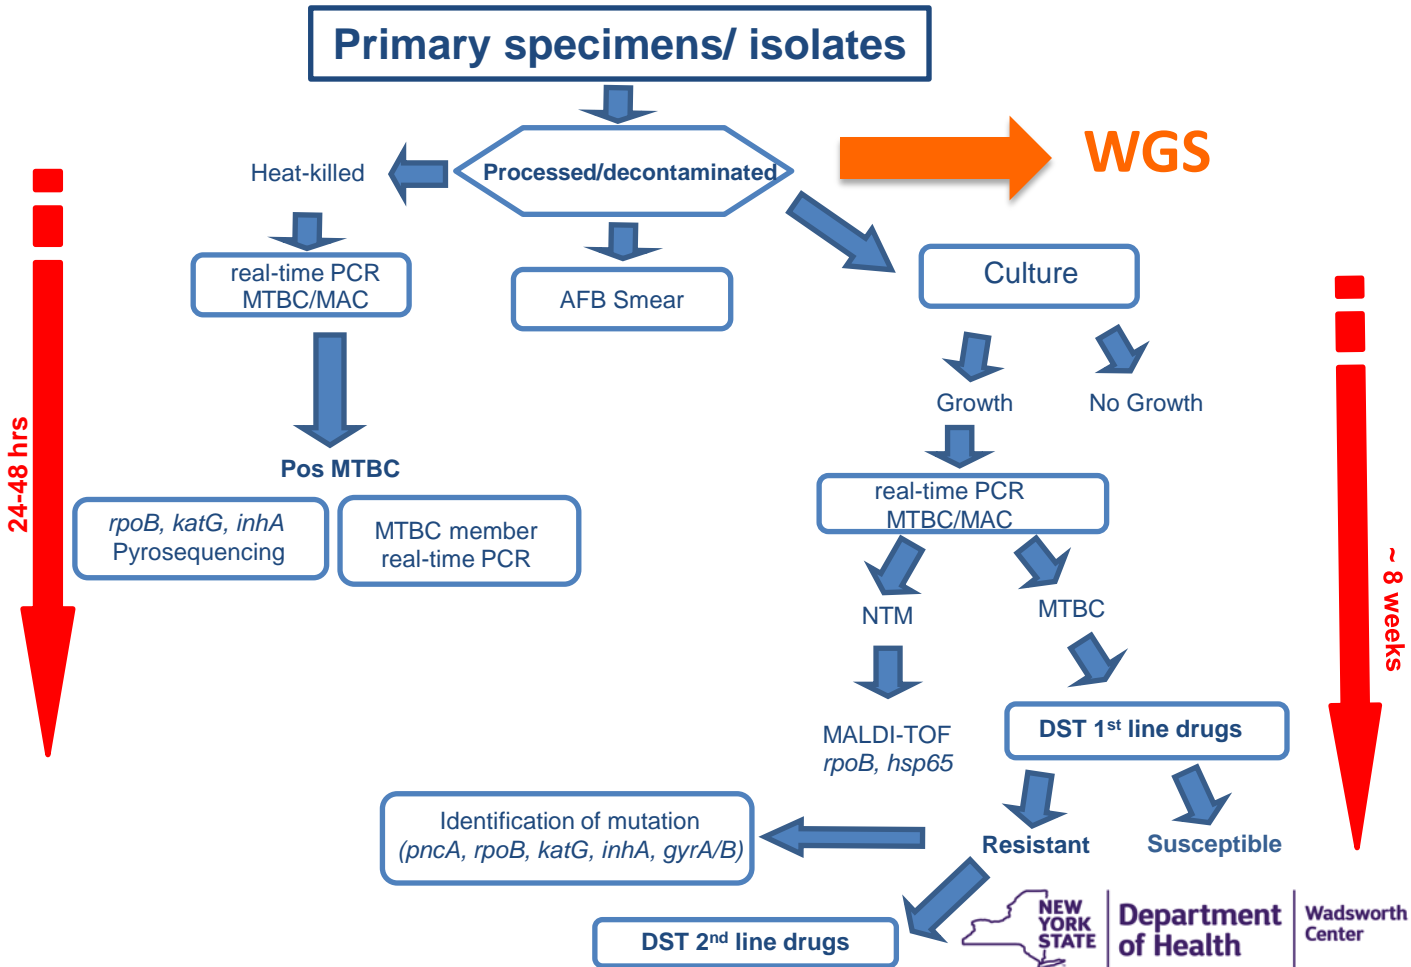 Primary specimens/ isolates
Processed/decontaminated
WGS
Heat-killed
real-time PCR
MTBC/MAC
AFB Smear
Culture
24-48 hrs
Pos MTBC
rpoB, katG, inhA
Pyrosequencing
MTBC member
real-time PCR
Growth
No Growth
real-time PCR
MTBC/MAC
NTM
MTBC
~ 8 weeks
MALDI-TOF
rpoB, hsp65
DST 1st line drugs
Resistant
Susceptible
Identification of mutation
(pncA, rpoB, katG, inhA, gyrA/B)
DST 2nd line drugs
NEW
YORK
STATE
Department
of Health
Wadsworth
Center